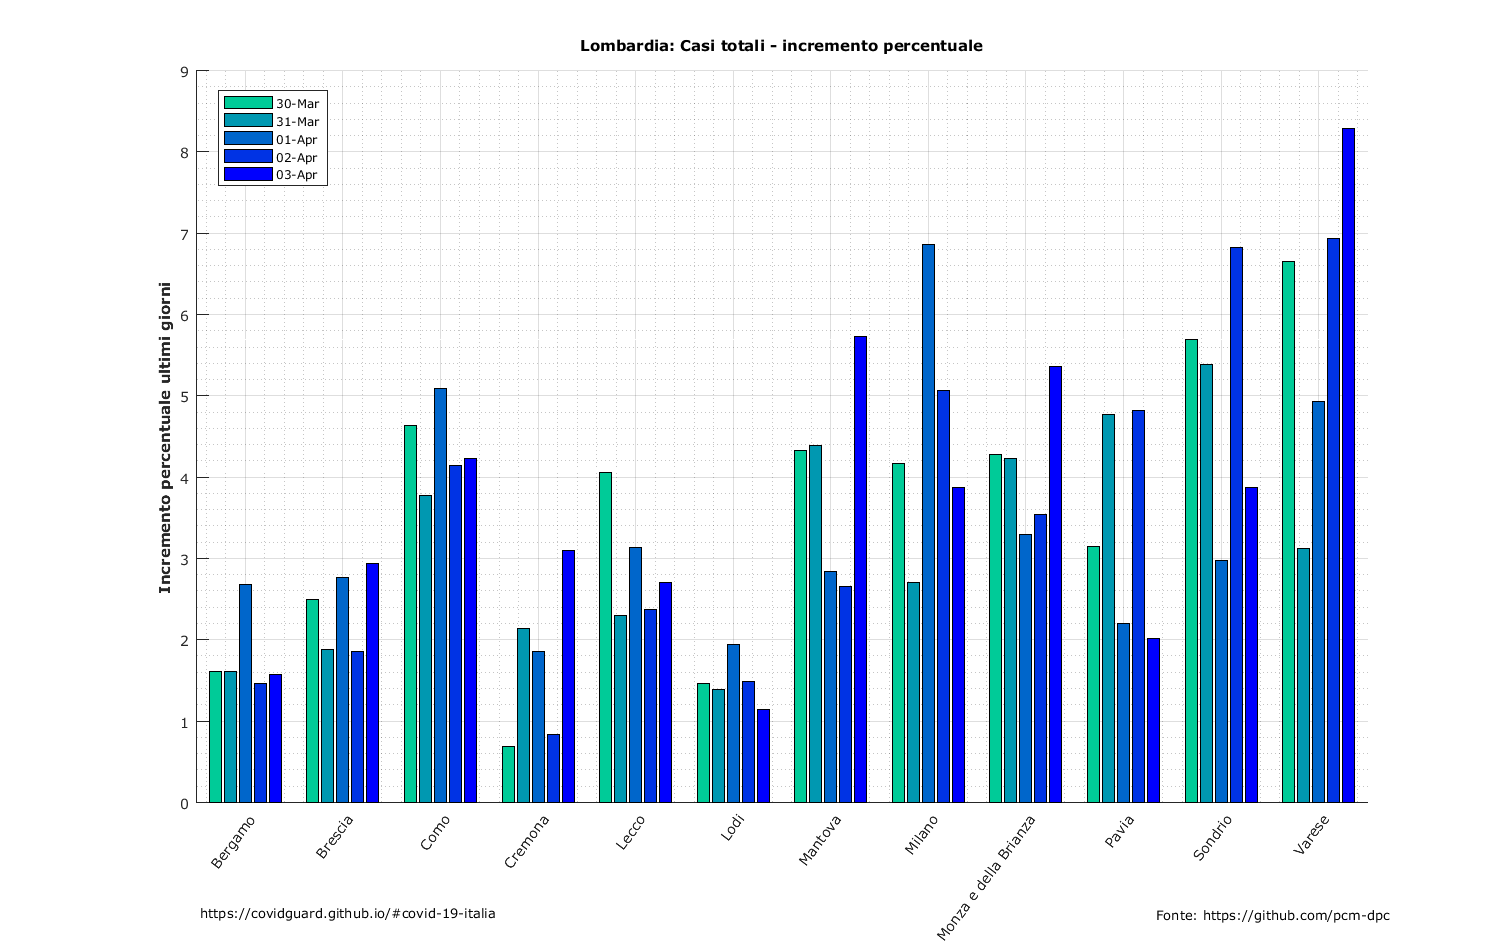 Lombardia: Casi totali - incremento percentuale
Incremento percentuale ultimi giorni
9
8
7
6
5
4
3
2
1
0
30-Mar
31-Mar
01-Apr
02-Apr
03-Apr
Bergamo
Brescia
Como
Cremona
Lecco
Lodi
Mantova
Milano
Monza e della Brianza
Pavia
Sondrio
Varese
https://covidguard.github.io/#covid-19-italia
Fonte: https://github.com/pcm-dpc